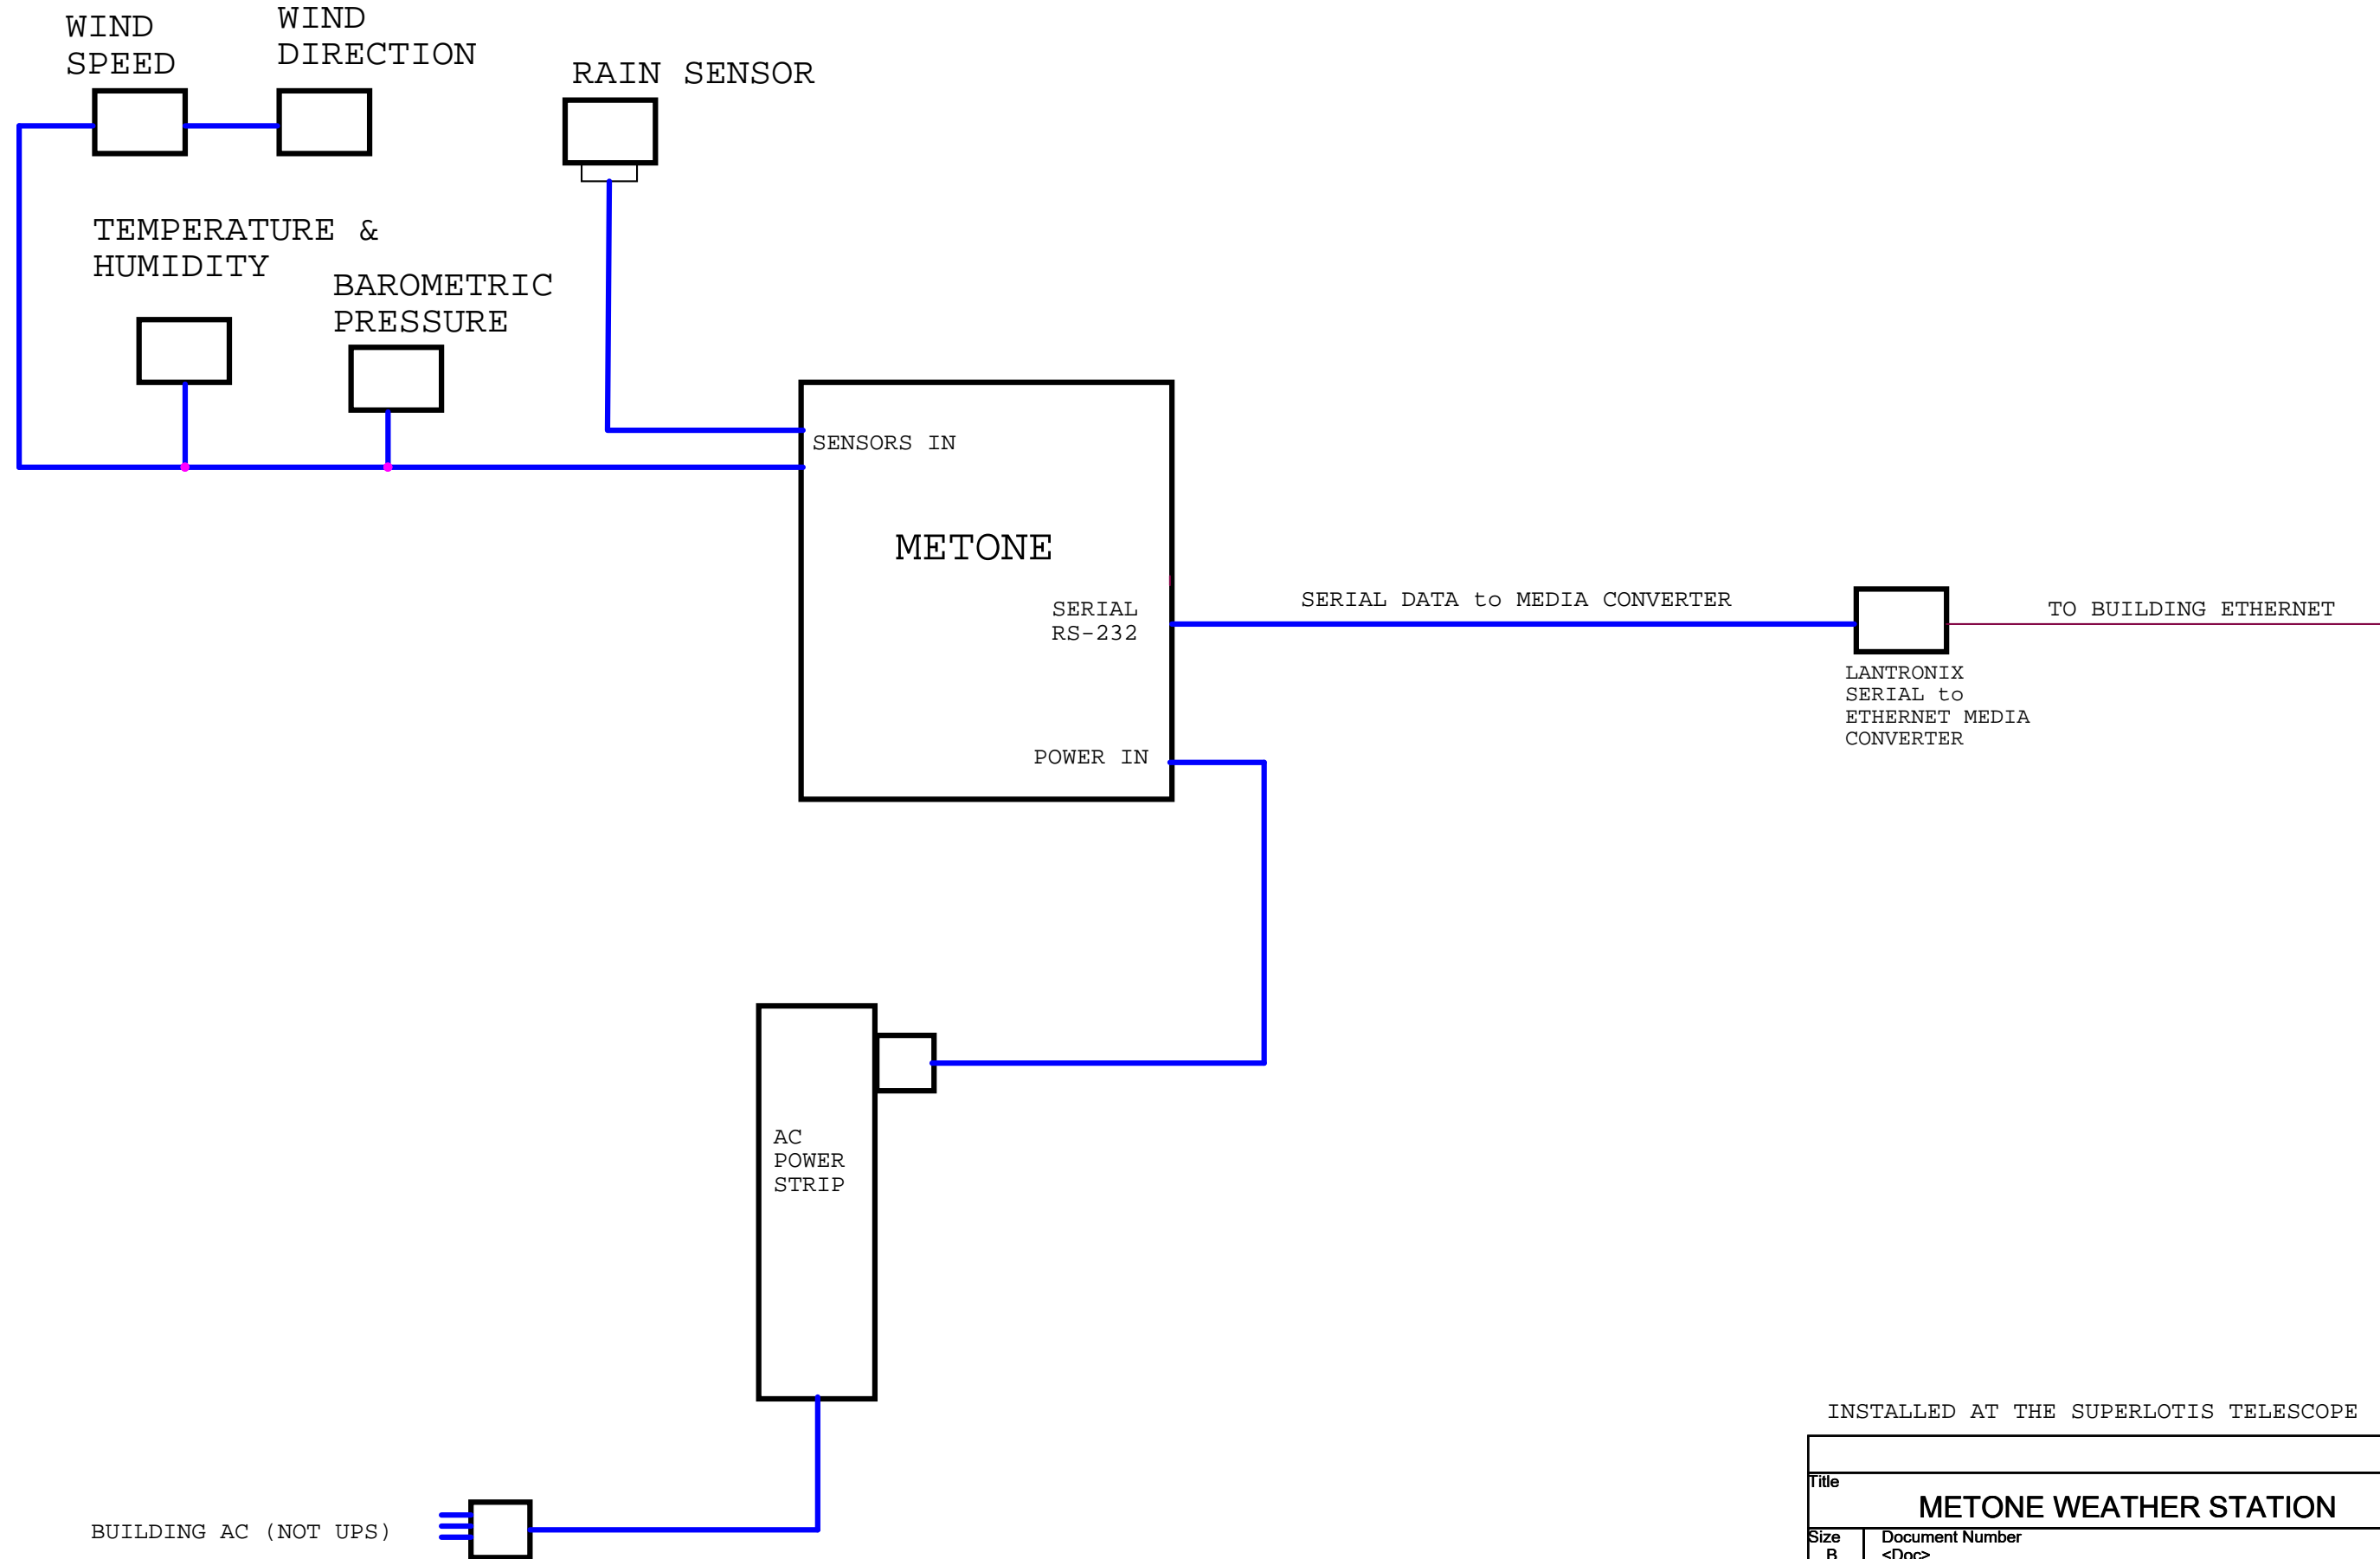 WIND
SPEED
WIND
DIRECTION
RAIN SENSOR
TEMPERATURE &
HUMIDITY
BAROMETRIC
PRESSURE
SENSORS IN
METONE
SERIAL
RS-232
SERIAL DATA to MEDIA CONVERTER
TO BUILDING ETHERNET
LANTRONIX
SERIAL to
ETHERNET MEDIA
CONVERTER
POWER IN
AC
POWER
STRIP
BUILDING AC (NOT UPS)
INSTALLED AT THE SUPERLOTIS TELESCOPE
Title
METONE WEATHER STATION
Size
B
Document Number
<Doc>